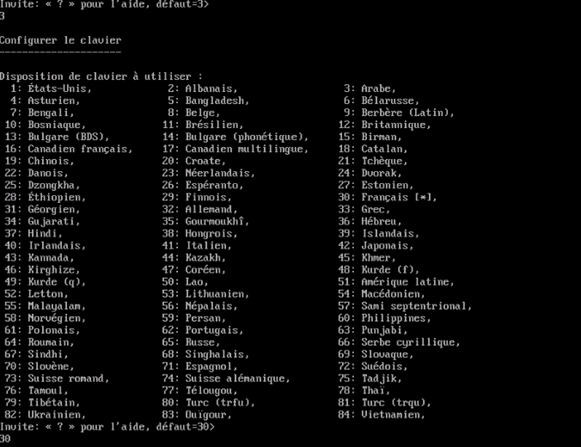 Invite: « ? » pour l'aide, défaut=3>
3
Configurer le clavier
---------------------
Disposition de clavier à utiliser :
1: États-Unis, 2: Albanais, 3: Arabe,
4: Asturien, 5: Bangladesh, 6: Bélarusse,
7: Bengali, 8: Belge, 9: Berbère (Latin),
10: Bosniaque, 11: Brésilien, 12: Britannique,
13: Bulgare (BDS), 14: Bulgare (phonétique), 15: Birman,
16: Canadien français, 17: Canadien multilingue, 18: Catalan,
19: Chinois, 20: Croate, 21: Tchèque,
22: Danois, 23: Néerlandais, 24: Dvorak,
25: Dzongkha, 26: Espéranto, 27: Estonien,
28: Éthiopien, 29: Finnois, 30: Français [*],
31: Géorgien, 32: Allemand, 33: Grec,
34: Gujarati, 35: Gourmoukhî, 36: Hébreu,
37: Hindi, 38: Hongrois, 39: Islandais,
40: Irlandais, 41: Italien, 42: Japonais,
43: Kannada, 44: Kazakh, 45: Khmer,
46: Kirghize, 47: Coréen, 48: Kurde (f),
49: Kurde (q), 50: Lao, 51: Amérique latine,
52: Letton, 53: Lithuanien, 54: Macédonien,
55: Malayalam, 56: Népalais, 57: Sami septentrional,
58: Norvégien, 59: Persan, 60: Philippines,
61: Polonais, 62: Portugais, 63: Punjabi,
64: Roumain, 65: Russe, 66: Serbe cyrillique,
67: Sindhi, 68: Singhalais, 69: Slovaque,
70: Slovène, 71: Espagnol, 72: Suédois,
73: Suisse romand, 74: Suisse alémanique, 75: Tadjik,
76: Tamoul, 77: Télougou, 78: Thaï,
79: Tibétain, 80: Turc (trfu), 81: Turc (trqu),
82: Ukrainien, 83: Ouïgour, 84: Vietnamien,
Invite: « ? » pour l'aide, défaut=30>
30